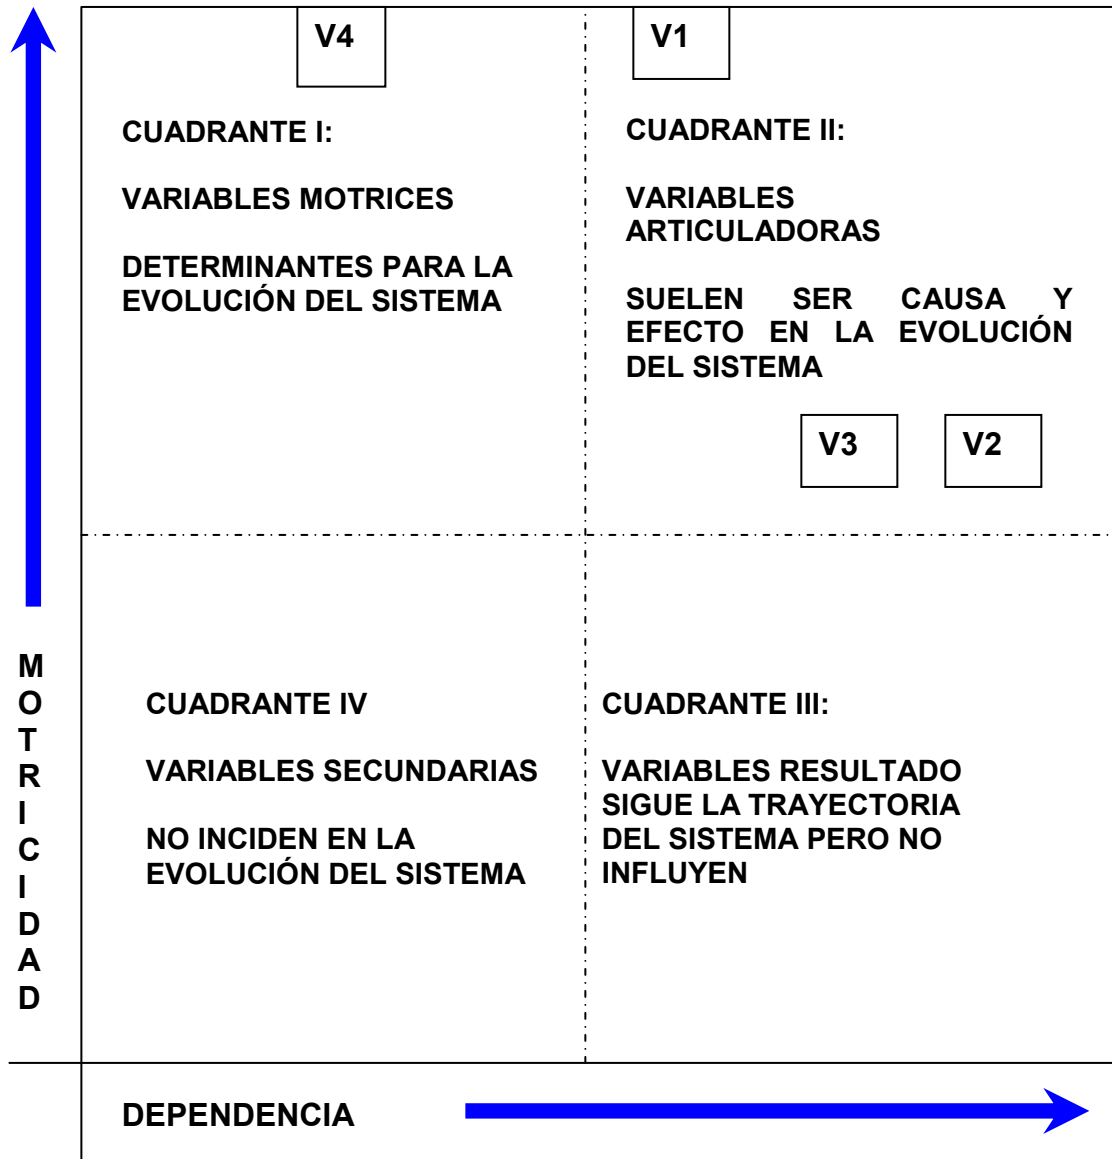 V4
CUADRANTE I:
VARIABLES MOTRICES
DETERMINANTES PARA LA
EVOLUCIÓN DEL SISTEMA
V1
CUADRANTE II:
VARIABLES
ARTICULADORAS
SUELEN SER CAUSA Y
EFECTO EN LA EVOLUCIÓN
DEL SISTEMA
V3
V2
M
O
T
R
I
C
I
D
A
D
CUADRANTE IV
VARIABLES SECUNDARIAS
NO INCIDEN EN LA
EVOLUCIÓN DEL SISTEMA
CUADRANTE III:
VARIABLES RESULTADO
SIGUE LA TRAYECTORIA
DEL SISTEMA PERO NO
INFLUYEN
DEPENDENCIA